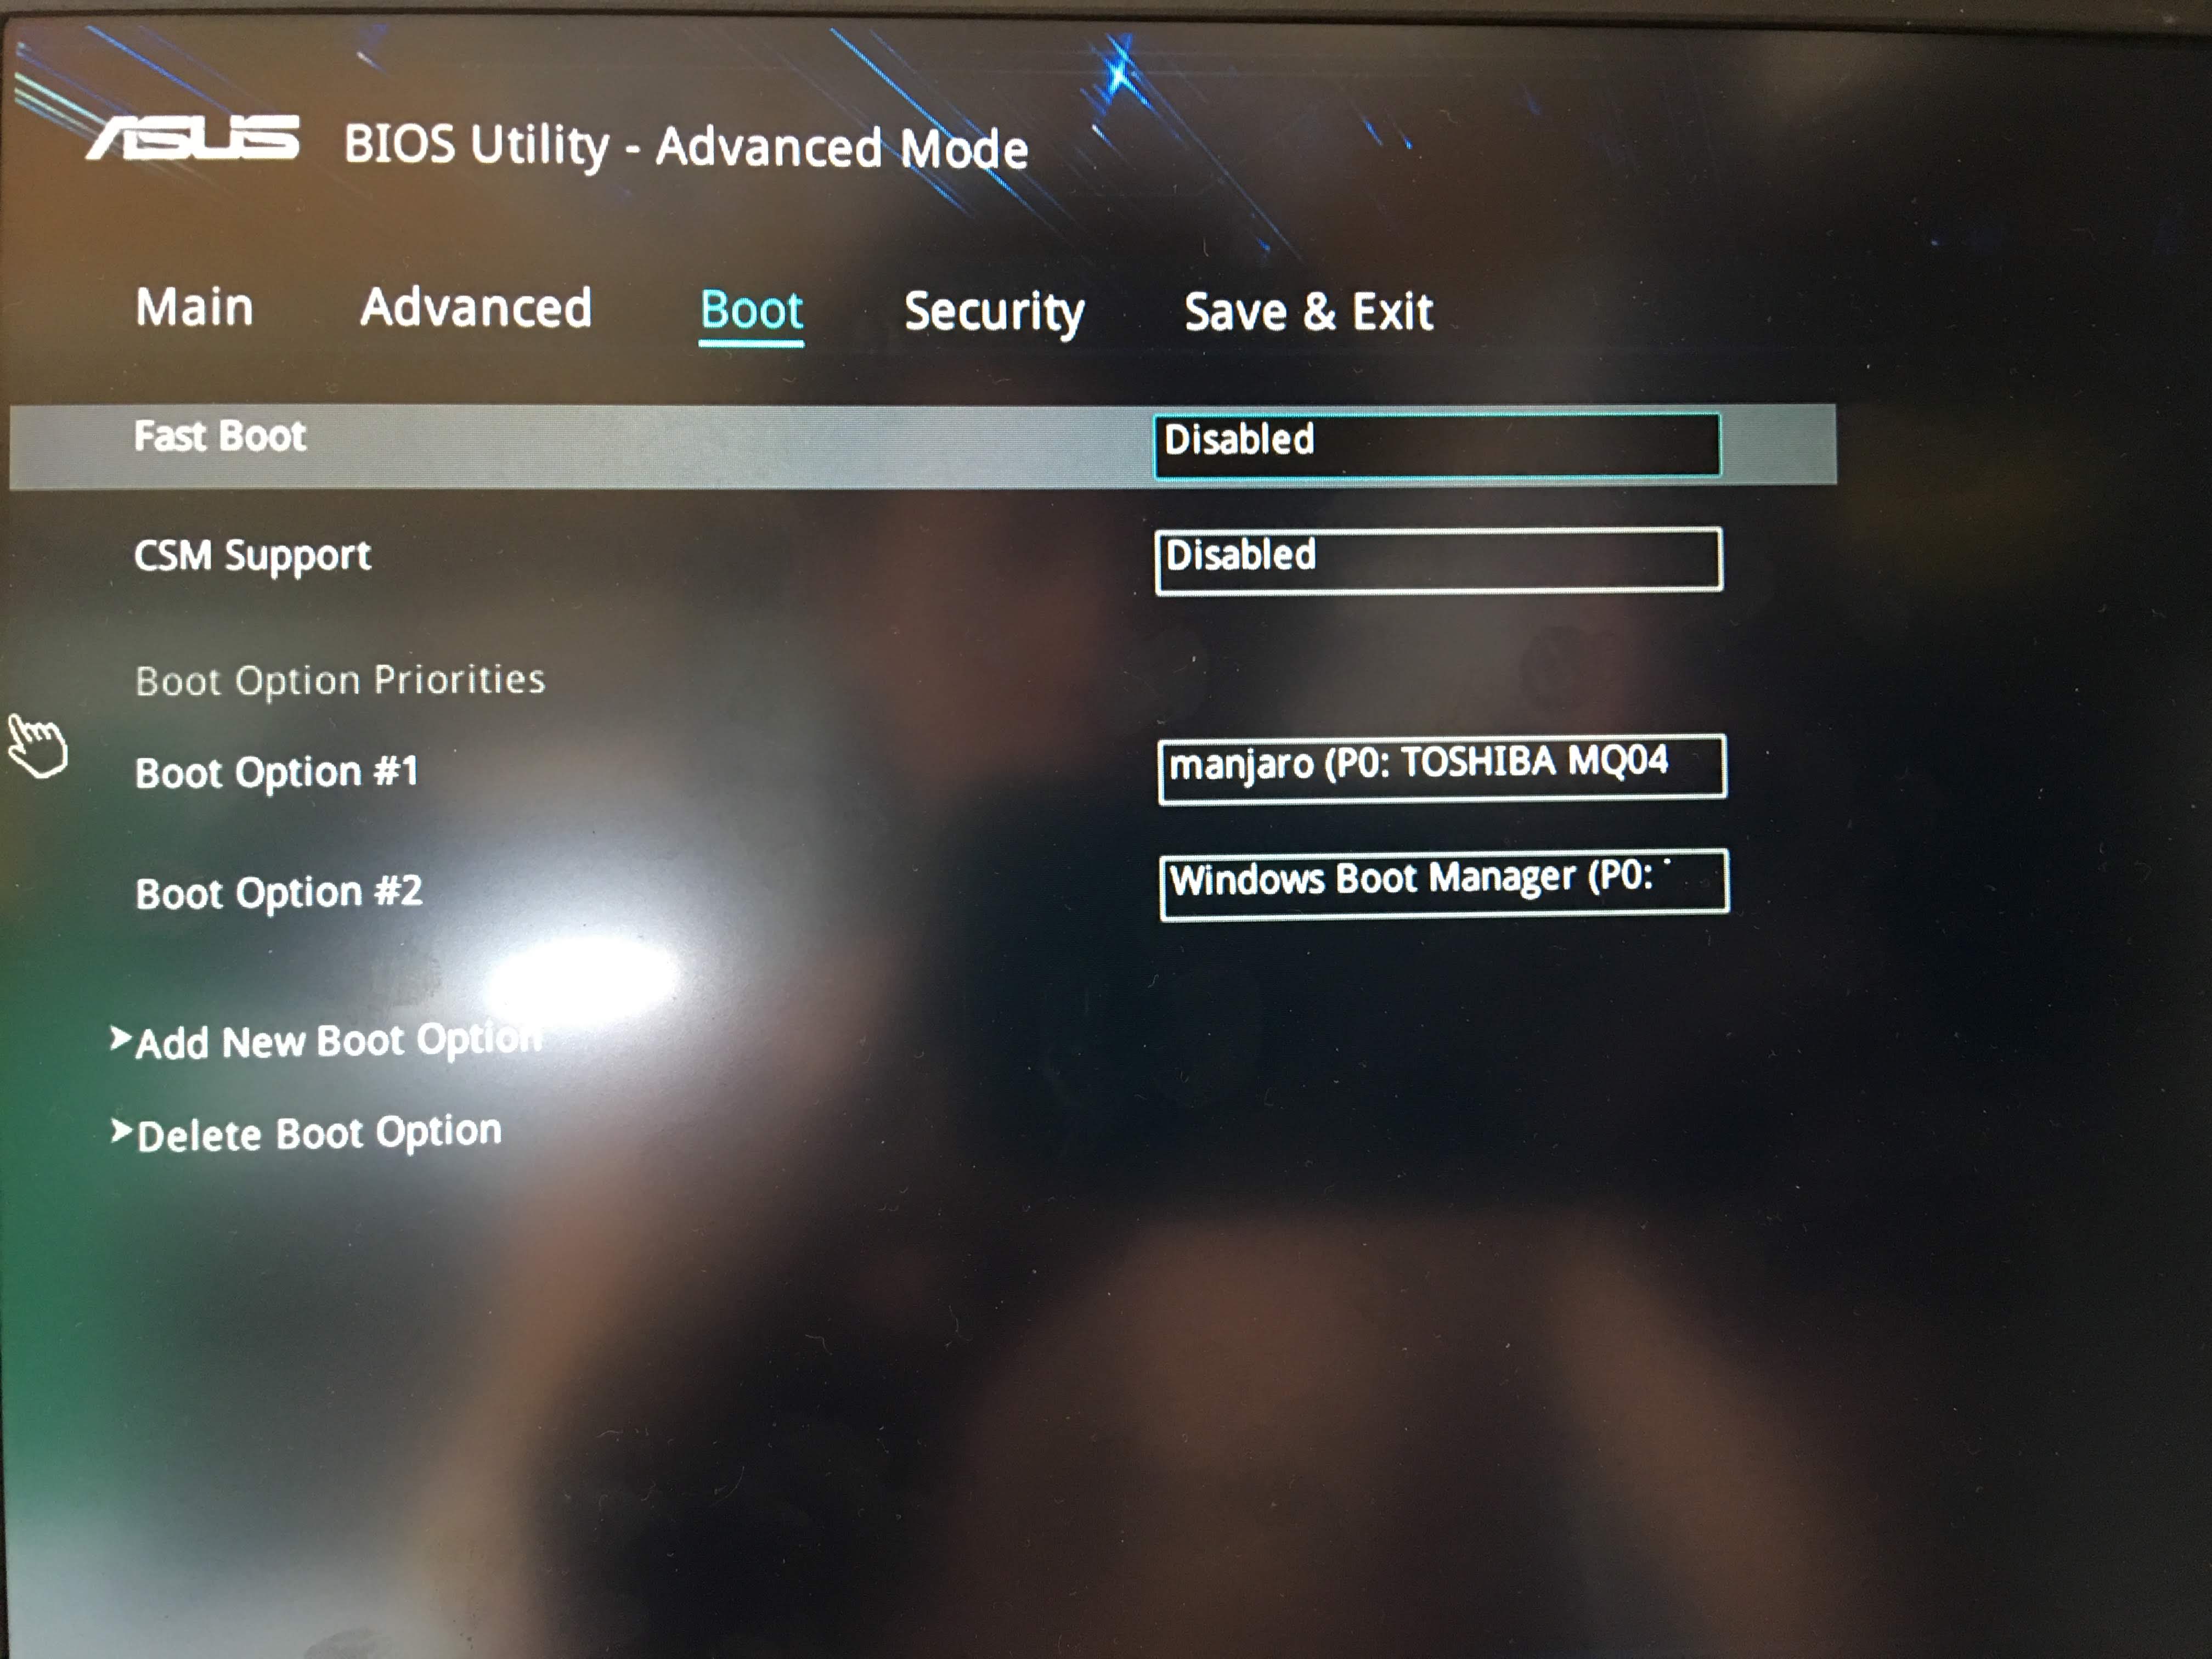 ASUS BIOS Utility - Advanced Mode
Main Advanced Boot Security Save & Exit
Fast Boot Disabled
CSM Support Disabled
Boot Option Priorities
Boot Option #1 manjaro (P0: TOSHIBA MQ04
Boot Option #2 Windows Boot Manager (P0:
Add New Boot Option
Delete Boot Option